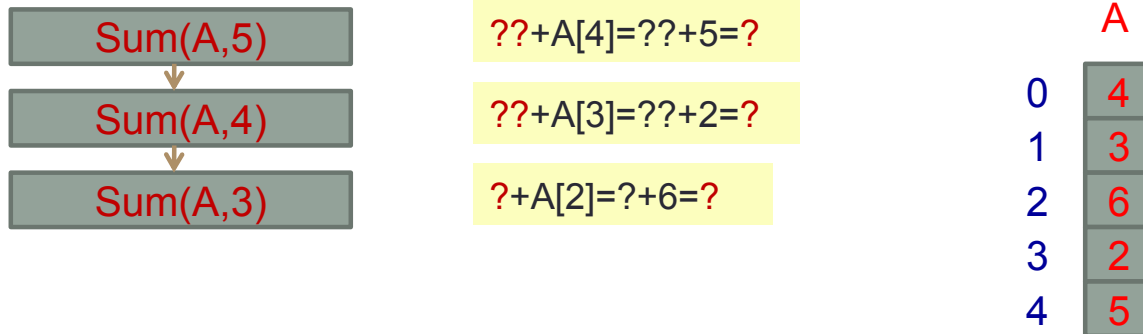 Sum(A,5)
??+A[4]=??+5=?
A
Sum(A,4)
??+A[3]=??+2=?
Sum(A,3)
?+A[2]=?+6=?
0 4
1 3
2 6
3 2
4 5